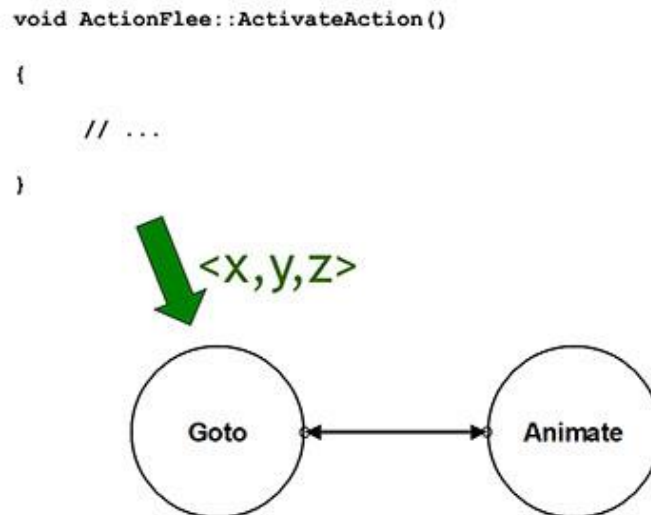 void ActionFlee::ActivateAction()
{
// ...
}
<x,y,z>
Goto
Animate